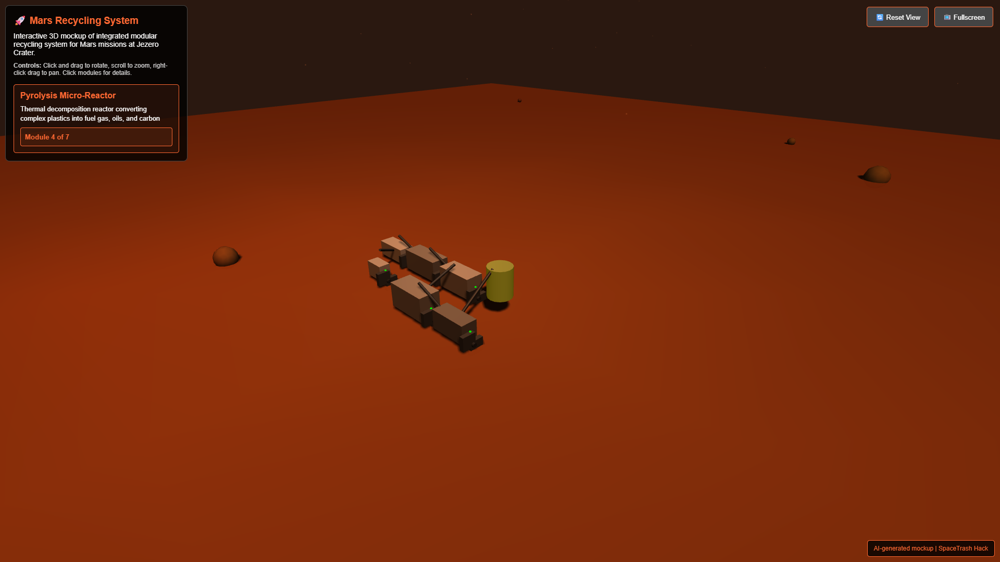 🚀 Mars Recycling System
Interactive 3D mockup of integrated modular
recycling system for Mars missions at Jezero
Crater.
Controls: Click and drag to rotate, scroll to zoom, right-
click drag to pan. Click modules for details.
Pyrolysis Micro-Reactor
Thermal decomposition reactor converting
complex plastics into fuel gas, oils, and carbon
Module 4 of 7
🔄 Reset View
📺 Fullscreen
AI-generated mockup | SpaceTrash Hack